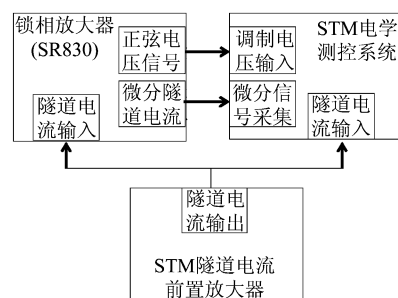 锁相放大器
(SR830)
正弦电
压信号
微分隧
道电流
隧道电
流输入
STM电学
测控系统
调制电
压输入
微分信
号采集
隧道电
流输入
隧道电
流输出
STM隧道电流
前置放大器